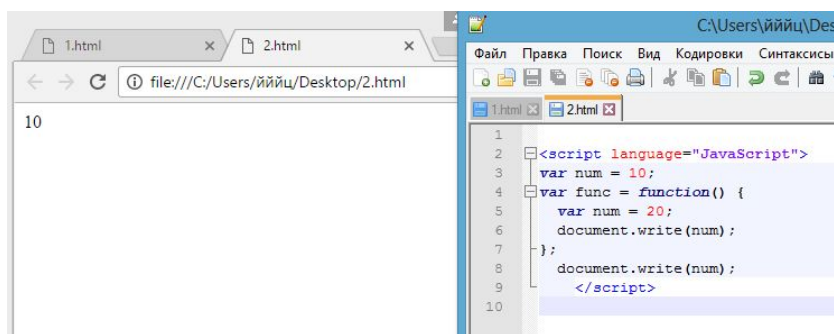 1.html
2.html
file:///C:/Users/йййц/Desktop/2.html
10
C:\Users\йййц\Des
Файл Правка Поиск Вид Кодировки Синтаксисы
1.html 2.html
1
2 <script language="JavaScript">
3 var num = 10;
4 var func = function() {
5 var num = 20;
6 document.write(num);
7 };
8 document.write(num);
9 </script>
10